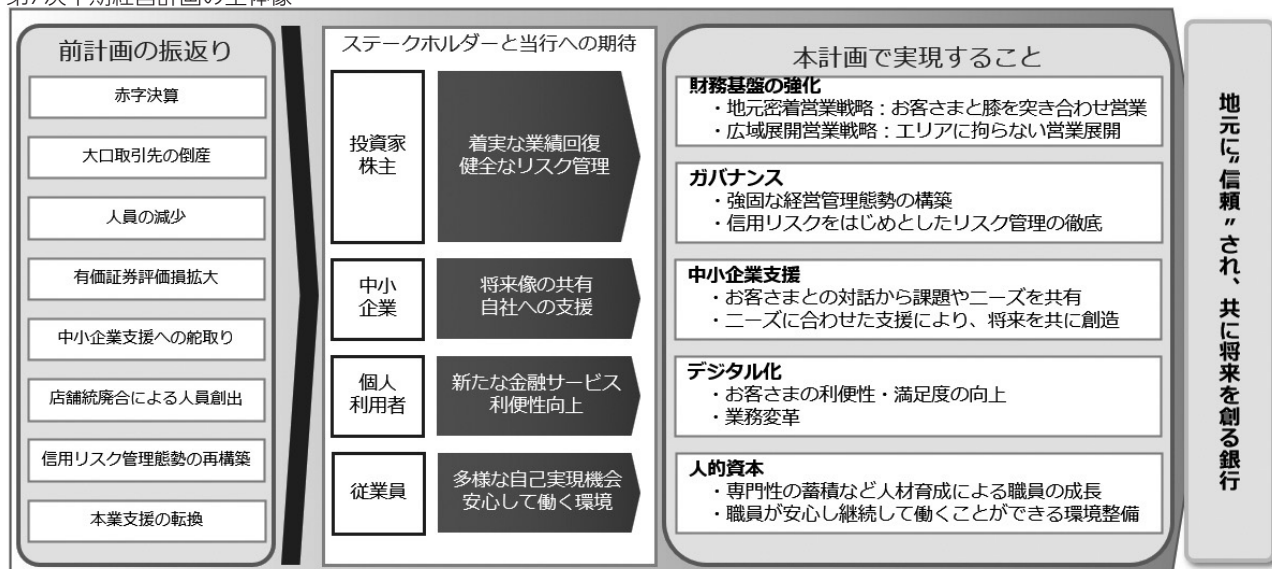 第7次中期経営計画の全体像
前計画の振返り
赤字決算
大口取引先の倒産
人員の減少
有価証券評価損拡大
中小企業支援への舵取り
店舗統廃合による人員創出
信用リスク管理態勢の再構築
本業支援の転換
ステークホルダーと当行への期待
投資家
株主
着実な業績回復
健全なリスク管理
中小
企業
将来像の共有
自社への支援
個人
利用者
新たな金融サービス
利便性向上
従業員
多様な自己実現機会
安心して働く環境
本計画で実現すること
財務基盤の強化
・地元密着営業戦略：お客さまと膝を突き合わせ営業
・広域展開営業戦略：エリアに拘らない営業展開
ガバナンス
・強固な経営管理態勢の構築
・信用リスクをはじめとしたリスク管理の徹底
中小企業支援
・お客さまとの対話から課題やニーズを共有
・ニーズに合わせた支援により、将来を共に創造
デジタル化
・お客さまの利便性・満足度の向上
・業務変革
人的資本
・専門性の蓄積など人材育成による職員の成長
・職員が安心し継続して働くことができる環境整備
地元に〝信頼〟され、共に将来を創る銀行